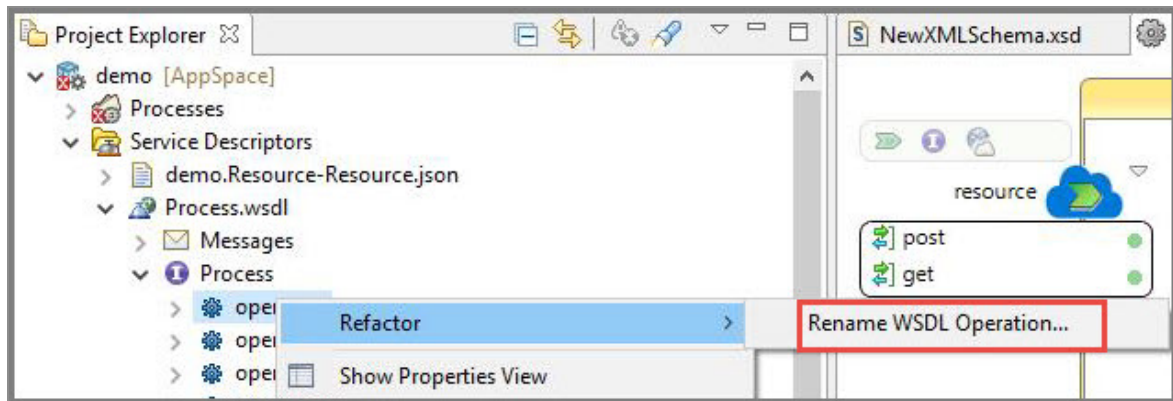 Project Explorer
NewXMLSchema.xsd
demo [AppSpace]
Processes
Service Descriptors
demo.Resource-Resource.json
Process.wsdl
Messages
Process
resource
post
get
Refactor
Rename WSDL Operation...
Show Properties View